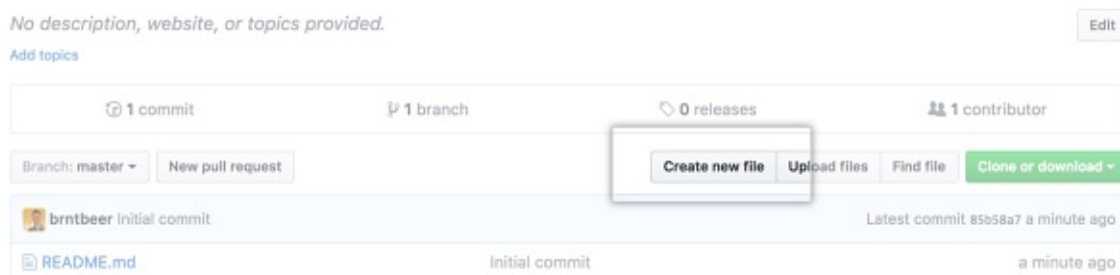 No description, website, or topics provided.
Edit
Add topics
1 commit
1 branch
0 releases
1 contributor
Branch: master
New pull request
Create new file
Upload files
Find file
Clone or download
brntbeer Initial commit
Latest commit 85b58a7 a minute ago
README.md
Initial commit
a minute ago